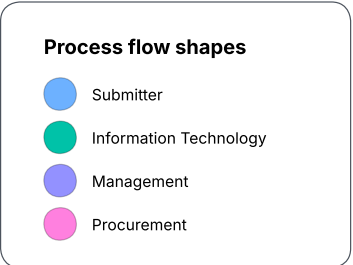 Process flow shapes
Submitter
Information Technology
Management
Procurement